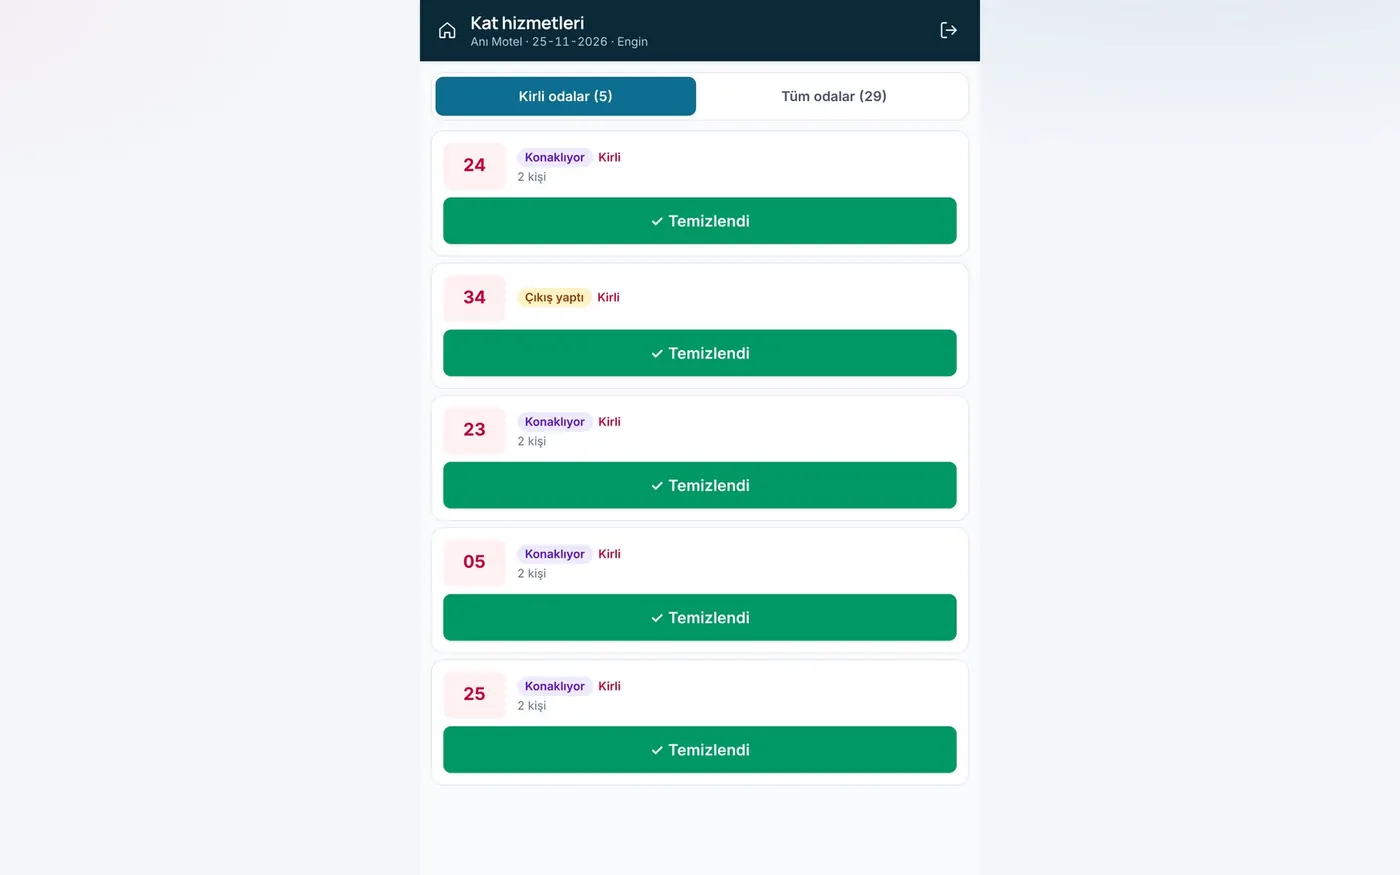 Kat hizmetleri
Anı Motel · 25-11-2026 · Engin
Kirli odalar (5)
Tüm odalar (29)
24
Konaklıyor Kirli
2 kişi
✓ Temizlendi
34
Çıkış yaptı Kirli
✓ Temizlendi
23
Konaklıyor Kirli
2 kişi
✓ Temizlendi
05
Konaklıyor Kirli
2 kişi
✓ Temizlendi
25
Konaklıyor Kirli
2 kişi
✓ Temizlendi